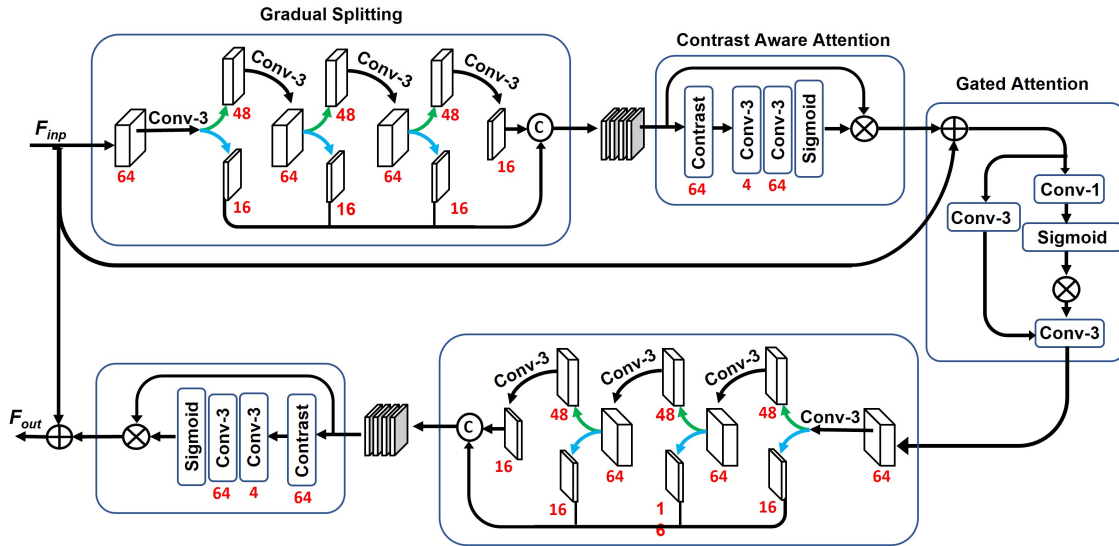 Gradual Splitting
Contrast Aware Attention
Gated Attention
F_inp
64
Conv-3
48
16
Conv-3
64
48
16
Conv-3
64
48
16
Conv-3
16
C
Contrast
64
Conv-3
4
Conv-3
64
Sigmoid
Conv-1
Conv-3
Sigmoid
Conv-3
F_out
Sigmoid
Conv-3
64
Conv-3
4
Contrast
64
C
16
Conv-3
48
16
64
Conv-3
48
1
6
64
Conv-3
48
16
Conv-3
64